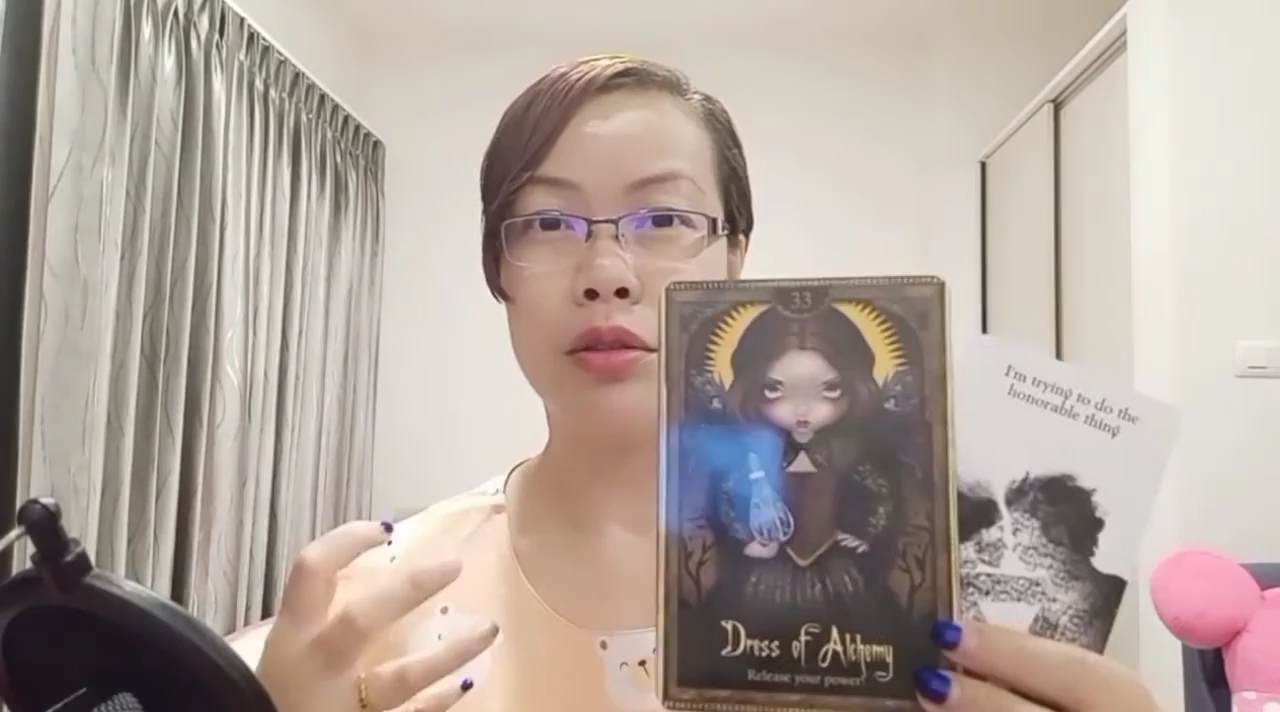 33
Dress of Alchemy
Release your power!
I'm trying to do the
honorable thing